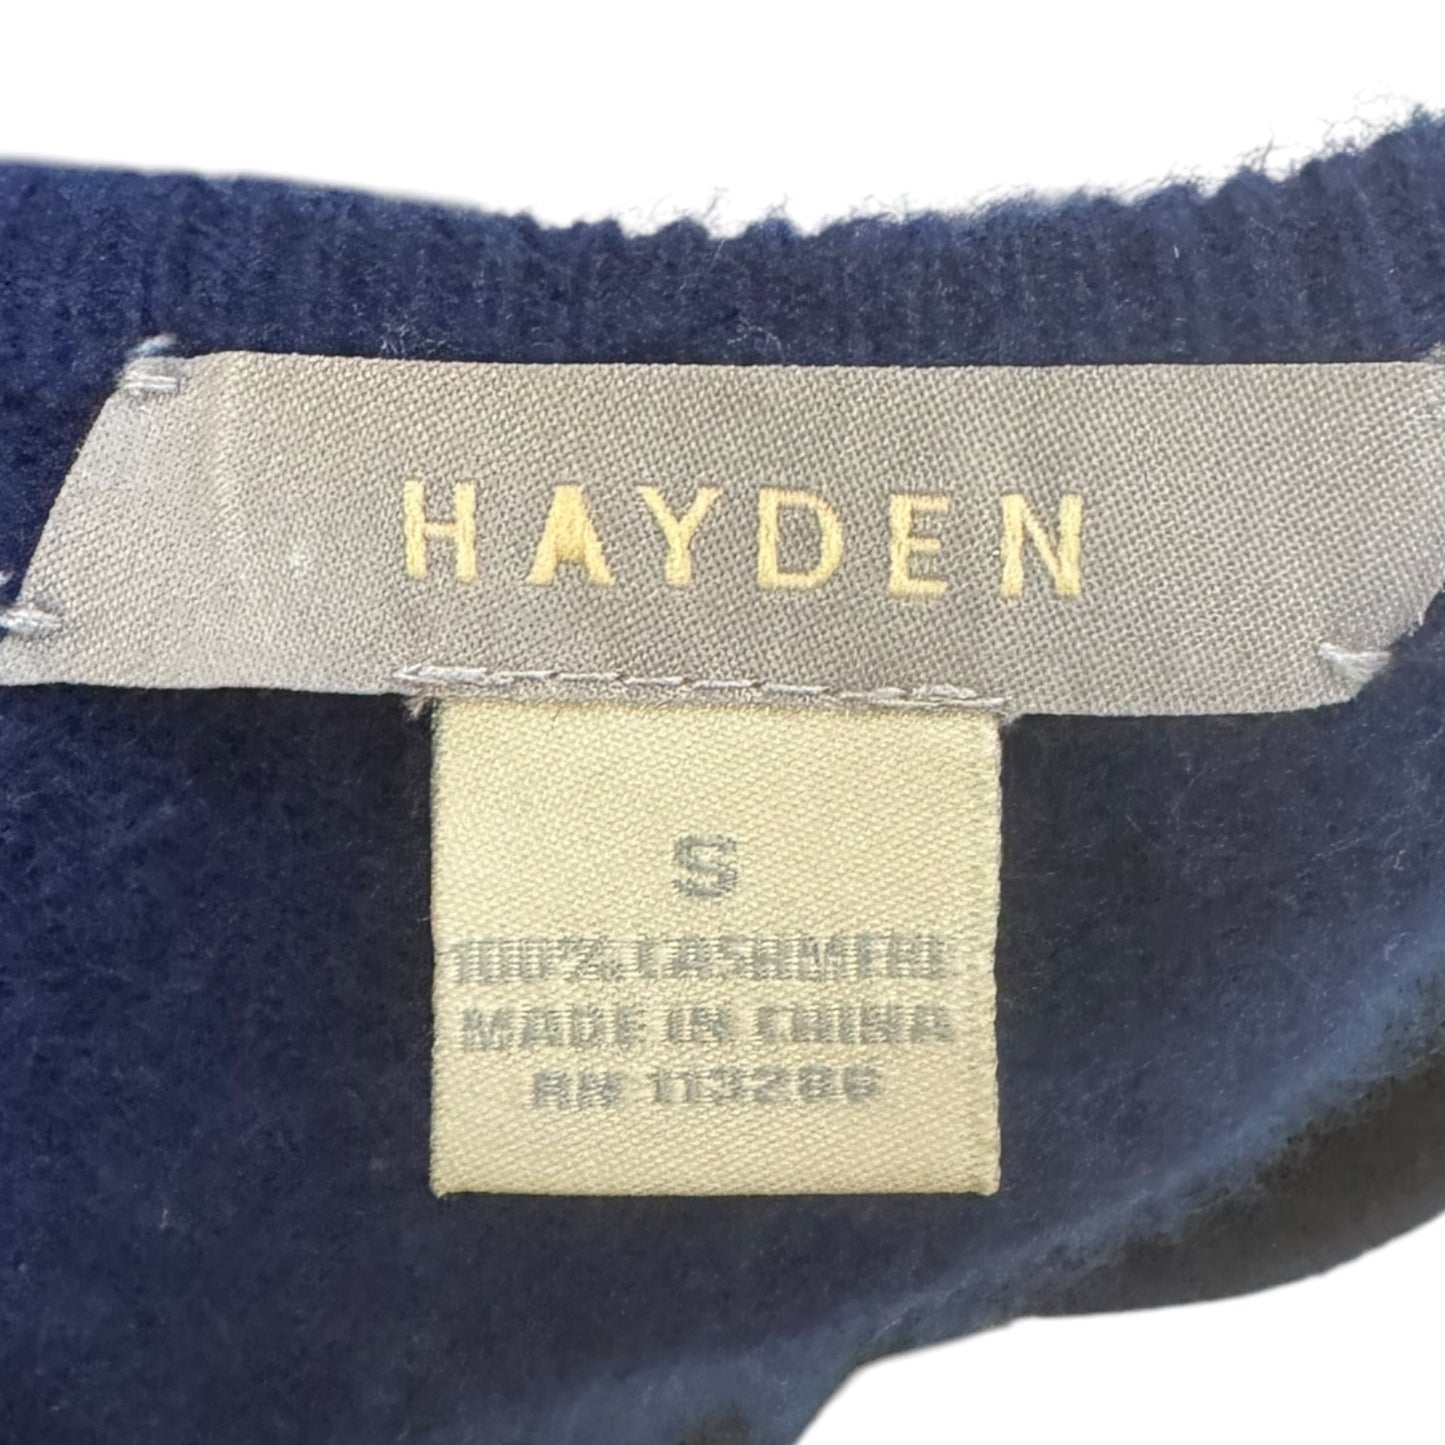 HAYDEN
S
100% CASHMERE
MADE IN CHINA
RN 113286